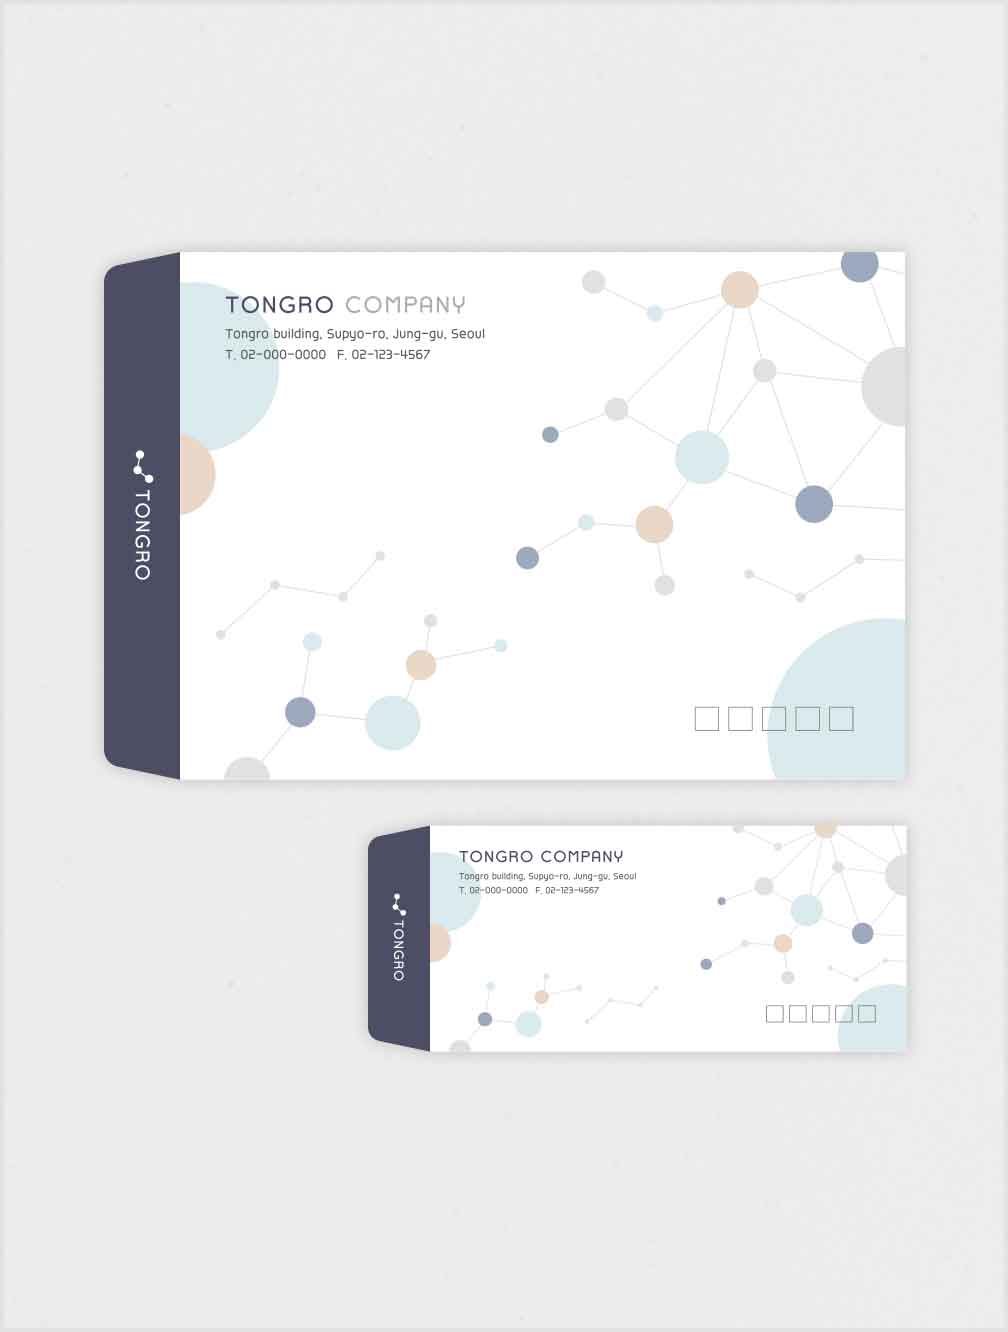 TONGRO COMPANY
Tongro building, Supyo-ro, Jung-gu, Seoul
T. 02-000-0000 F. 02-123-4567
TONGRO
TONGRO COMPANY
Tongro building, Supyo-ro, Jung-gu, Seoul
T. 02-000-0000 F. 02-123-4567
TONGRO